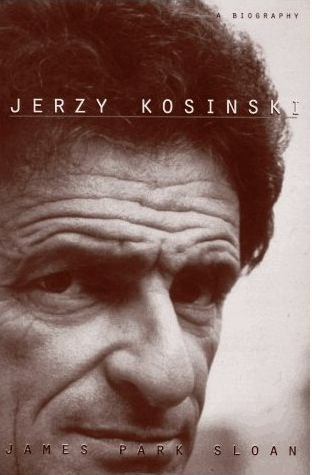 A BIOGRAPHY
JERZY KOSINSKI
JAMES PARK SLOAN